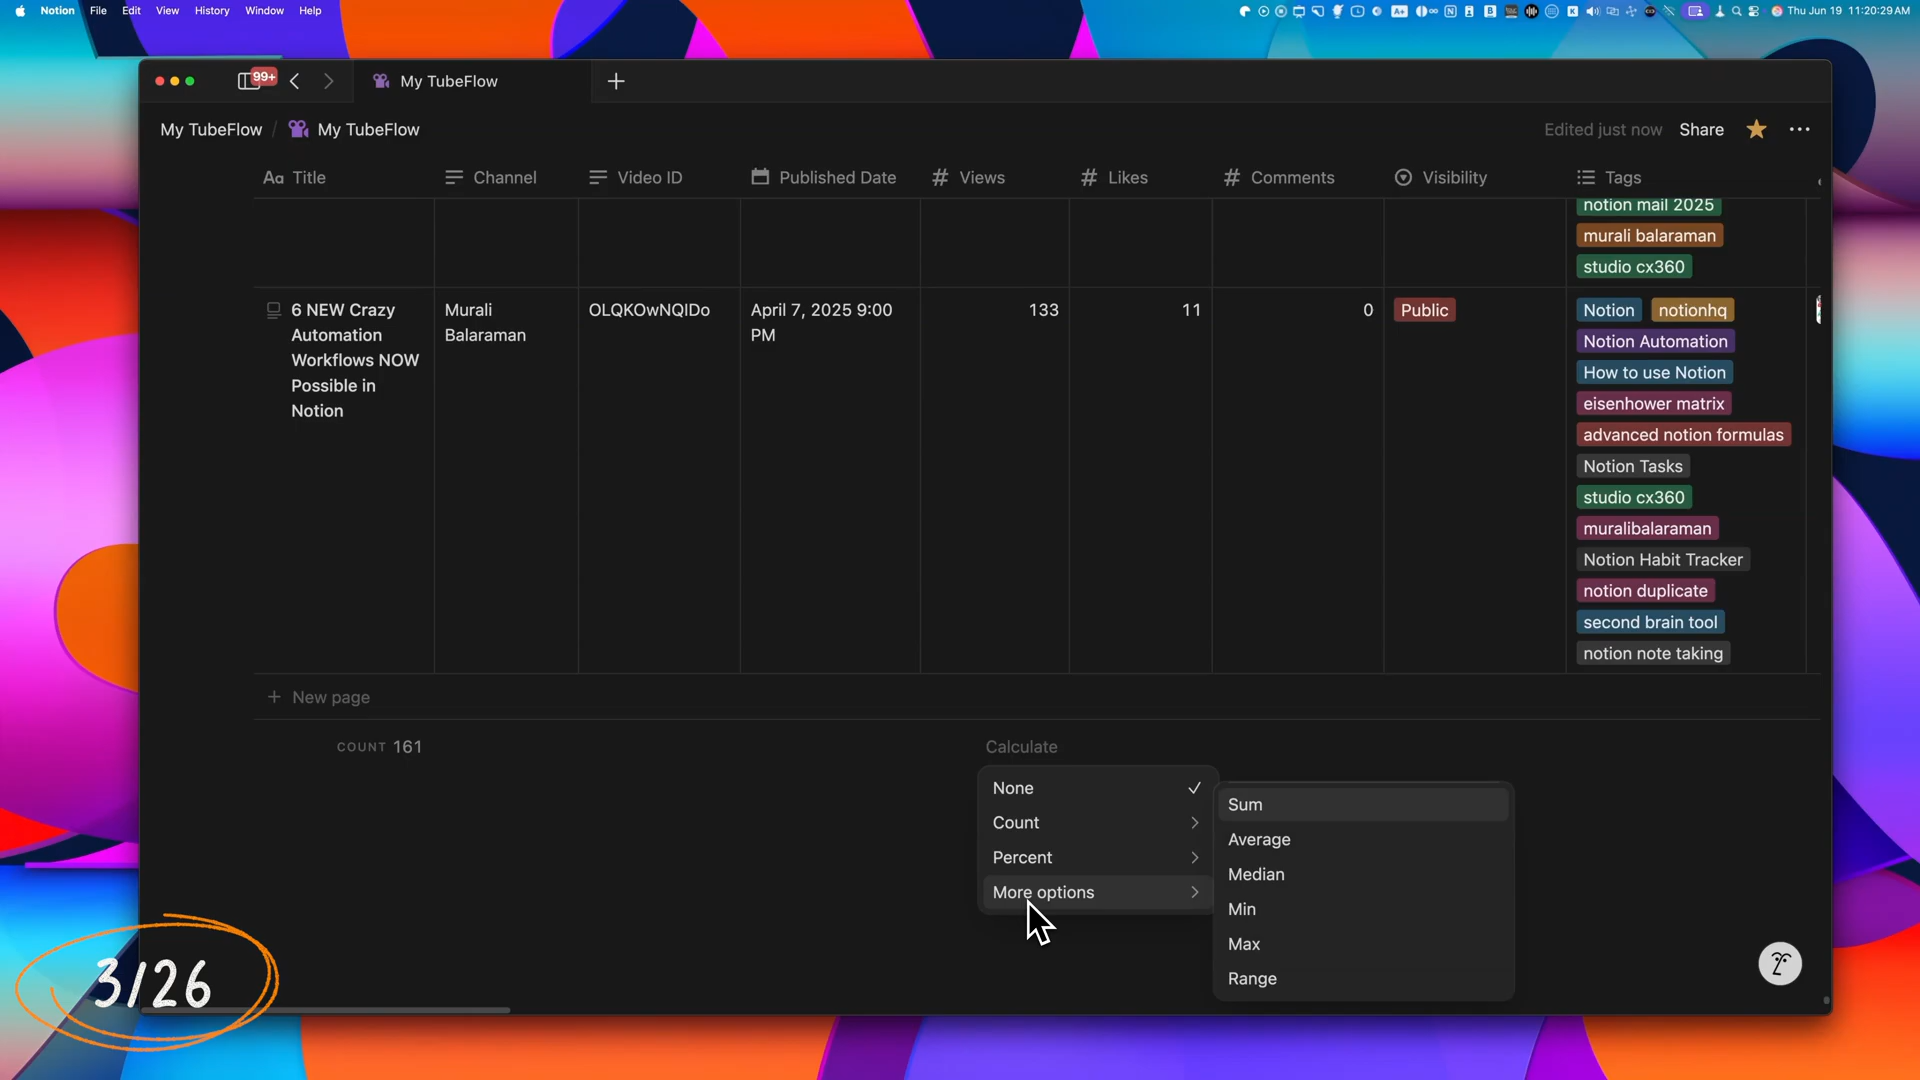 Notion File Edit View History Window Help
Thu Jun 19 11:20:29 AM
99+
My TubeFlow
My TubeFlow / My TubeFlow
Edited just now Share
Aa Title Channel Video ID Published Date # Views # Likes # Comments Visibility Tags
notion mail 2025
murali balaraman
studio cx360
6 NEW Crazy
Automation
Workflows NOW
Possible in
Notion
Murali
Balaraman
OLQKOwNQIDo
April 7, 2025 9:00
PM
133
11
0
Public
Notion notionhq
Notion Automation
How to use Notion
eisenhower matrix
advanced notion formulas
Notion Tasks
studio cx360
muralibalaraman
Notion Habit Tracker
notion duplicate
second brain tool
notion note taking
+ New page
COUNT 161
Calculate
None
Count
Percent
More options
Sum
Average
Median
Min
Max
Range
3/26